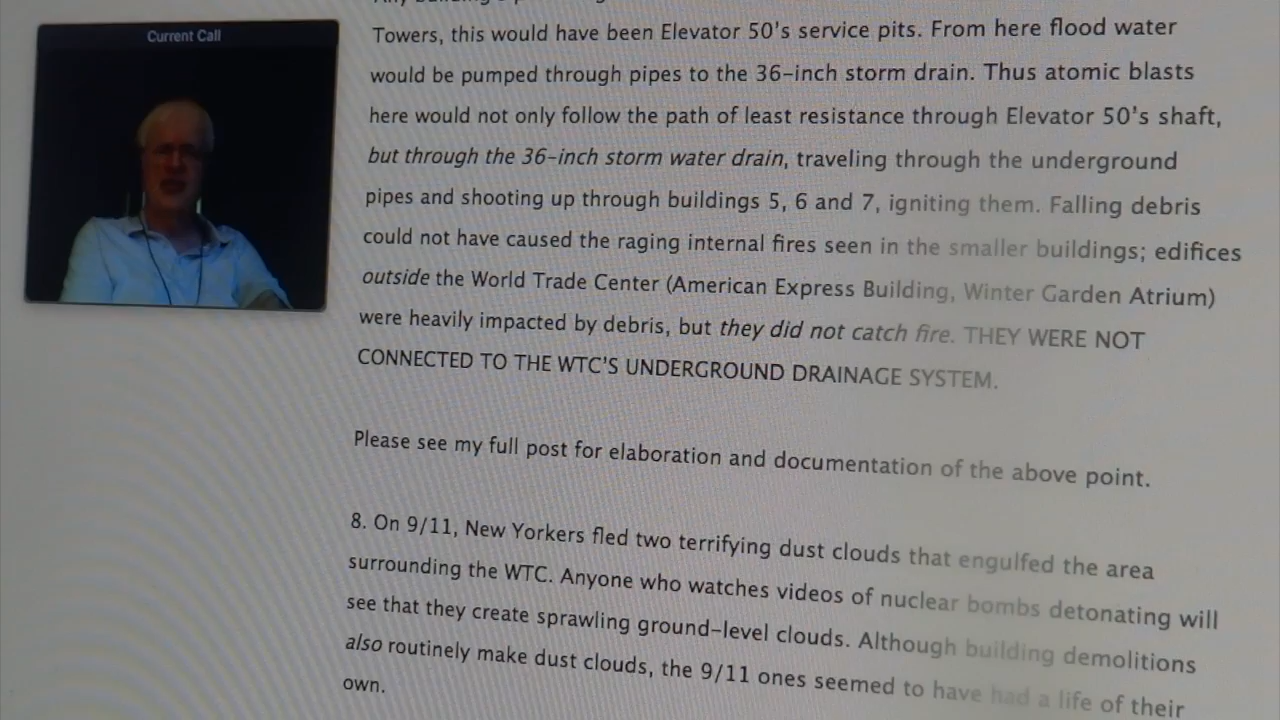 Current Call
Towers, this would have been Elevator 50's service pits. From here flood water
would be pumped through pipes to the 36-inch storm drain. Thus atomic blasts
here would not only follow the path of least resistance through Elevator 50's shaft,
but through the 36-inch storm water drain, traveling through the underground
pipes and shooting up through buildings 5, 6 and 7, igniting them. Falling debris
could not have caused the raging internal fires seen in the smaller buildings; edifices
outside the World Trade Center (American Express Building, Winter Garden Atrium)
were heavily impacted by debris, but they did not catch fire. THEY WERE NOT
CONNECTED TO THE WTC'S UNDERGROUND DRAINAGE SYSTEM.
Please see my full post for elaboration and documentation of the above point.
8. On 9/11, New Yorkers fled two terrifying dust clouds that engulfed the area
surrounding the WTC. Anyone who watches videos of nuclear bombs detonating will
see that they create sprawling ground-level clouds. Although building demolitions
also routinely make dust clouds, the 9/11 ones seemed to have had a life of their
own.